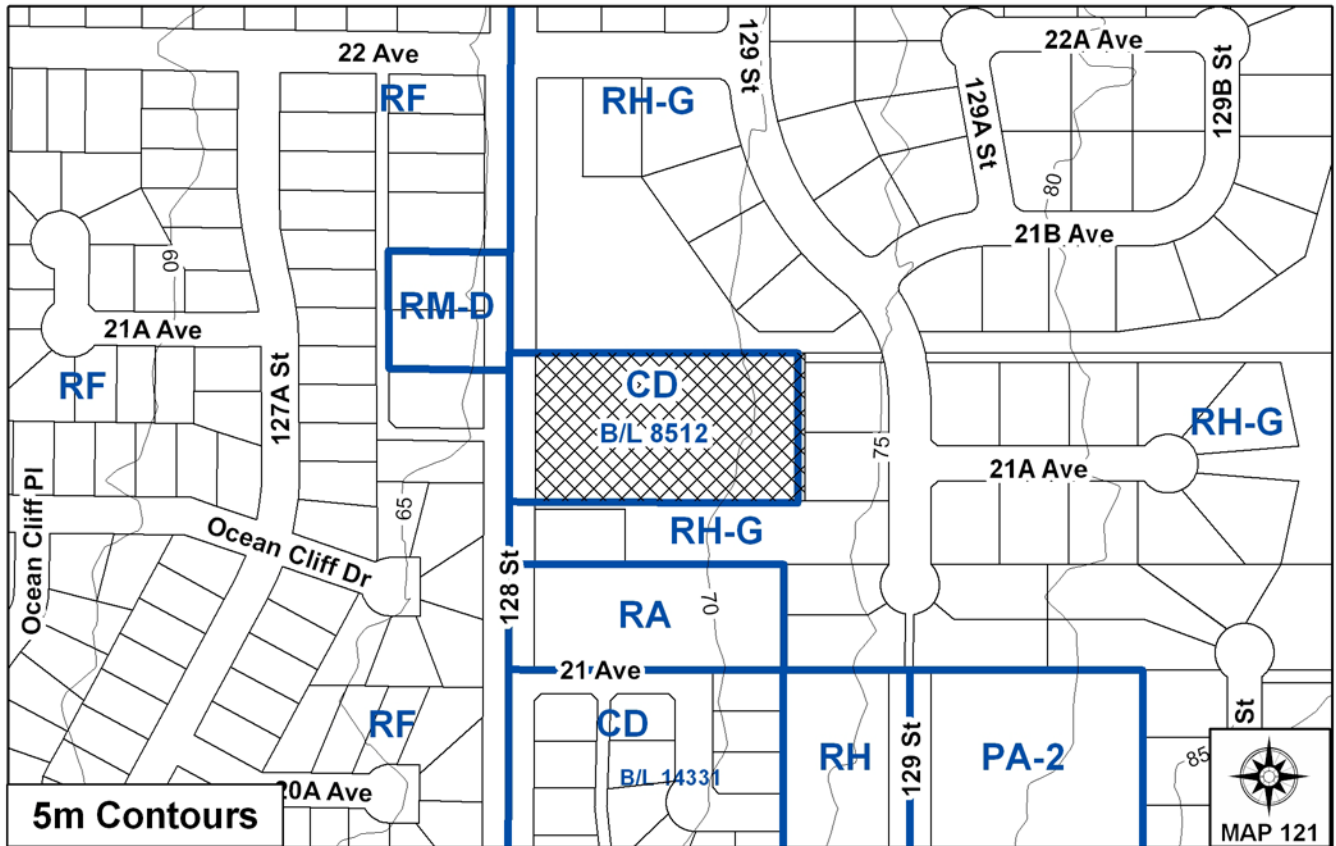 22 Ave
129 St
22A Ave
129B St
RF
RH-G
129A St
80
21B Ave
60
RM-D
21A Ave
127A St
RF
CD
B/L 8512
75
RH-G
21A Ave
Ocean Cliff Pl
65
Ocean Cliff Dr
RH-G
128 St
70
RA
21 Ave
RF
CD
B/L 14331
RH
129 St
PA-2
St
85
20A Ave
5m Contours
MAP 121